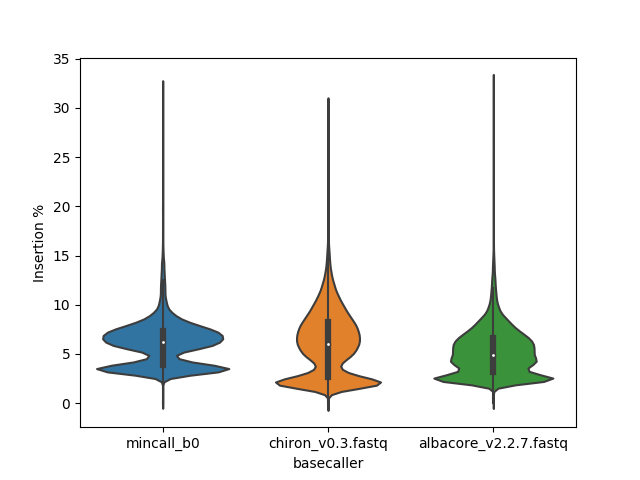 35
30
25
20
15
10
5
0
Insertion %
mincall_b0 chiron_v0.3.fastq albacore_v2.2.7.fastq
basecaller